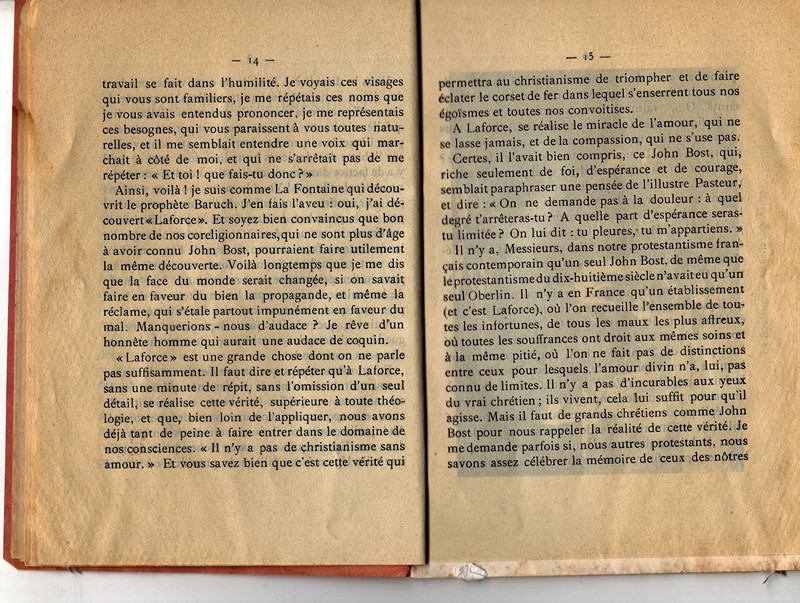 — 14 —
travail se fait dans l'humilité. Je voyais ces visages
qui vous sont familiers, je me répétais ces noms que
je vous avais entendus prononcer, je me représentais
ces besognes, qui vous paraissent à vous toutes natu-
relles, et il me semblait entendre une voix qui mar-
chait à côté de moi, et qui ne s'arrêtait pas de me
répéter : « Et toi ! que fais-tu donc ? »
Ainsi, voilà ! je suis comme La Fontaine qui décou-
vrit le prophète Baruch. J'en fais l'aveu : oui, j'ai dé-
couvert « Laforce ». Et soyez bien convaincus que bon
nombre de nos coreligionnaires, qui ne sont plus d'âge
à avoir connu John Bost, pourraient faire utilement
la même découverte. Voilà longtemps que je me dis
que la face du monde serait changée, si on savait
faire en faveur du bien la propagande, et même la
réclame, qui s'étale partout impunément en faveur du
mal. Manquerions-nous d'audace ? Je rêve d'un
honnête homme qui aurait une audace de coquin.
« Laforce » est une grande chose dont on ne parle
pas suffisamment. Il faut dire et répéter qu'à Laforce,
sans une minute de répit, sans l'omission d'un seul
détail, se réalise cette vérité, supérieure à toute théo-
logie, et que, bien loin de l'appliquer, nous avons
déjà tant de peine à faire entrer dans le domaine de
nos consciences. « Il n'y a pas de christianisme sans
amour. » Et vous savez bien que c'est cette vérité qui
— 15 —
permettra au christianisme de triompher et de faire
éclater le corset de fer dans lequel s'enserrent tous nos
égoïsmes et toutes nos convoitises.
A Laforce, se réalise le miracle de l'amour, qui ne
se lasse jamais, et de la compassion, qui ne s'use pas.
Certes, il l'avait bien compris, ce John Bost, qui,
riche seulement de foi, d'espérance et de courage,
semblait paraphraser une pensée de l'illustre Pasteur,
et dire : « On ne demande pas à la douleur : à quel
degré t'arrêteras-tu ? A quelle part d'espérance seras-
tu limitée ? On lui dit : tu pleures, tu m'appartiens. »
Il n'y a, Messieurs, dans notre protestantisme fran-
çais contemporain qu'un seul John Bost, de même que
le protestantisme du dix-huitième siècle n'avait eu qu'un
seul Oberlin. Il n'y a en France qu'un établissement
(et c'est Laforce), où l'on recueille l'ensemble de tou-
tes les infortunes, de tous les maux les plus affreux,
où toutes les souffrances ont droit aux mêmes soins et
à la même pitié, où l'on ne fait pas de distinctions
entre ceux pour lesquels l'amour divin n'a, lui, pas
connu de limites. Il n'y a pas d'incurables aux yeux
du vrai chrétien ; ils vivent, cela lui suffit pour qu'il
agisse. Mais il faut de grands chrétiens comme John
Bost pour nous rappeler la réalité de cette vérité. Je
me demande parfois si, nous autres protestants, nous
savons assez célébrer la mémoire de ceux des nôtres